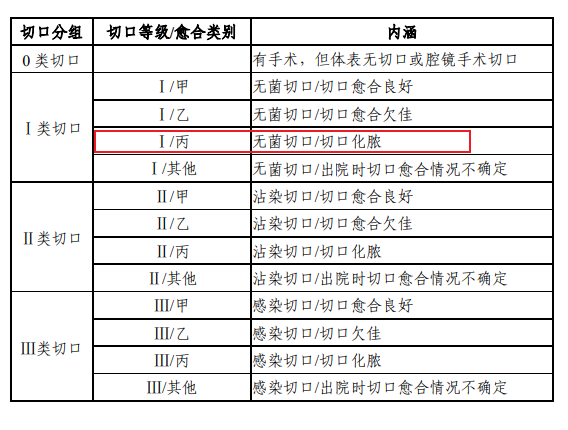 切口分组 切口等级/愈合类别 内涵
0 类切口 有手术，但体表无切口或腔镜手术切口
Ⅰ类切口 Ⅰ/甲 无菌切口/切口愈合良好
Ⅰ/乙 无菌切口/切口愈合欠佳
Ⅰ/丙 无菌切口/切口化脓
Ⅰ/其他 无菌切口/出院时切口愈合情况不确定
Ⅱ类切口 Ⅱ/甲 沾染切口/切口愈合良好
Ⅱ/乙 沾染切口/切口愈合欠佳
Ⅱ/丙 沾染切口/切口化脓
Ⅱ/其他 沾染切口/出院时切口愈合情况不确定
Ⅲ类切口 Ⅲ/甲 感染切口/切口愈合良好
Ⅲ/乙 感染切口/切口欠佳
Ⅲ/丙 感染切口/切口化脓
Ⅲ/其他 感染切口/出院时切口愈合情况不确定